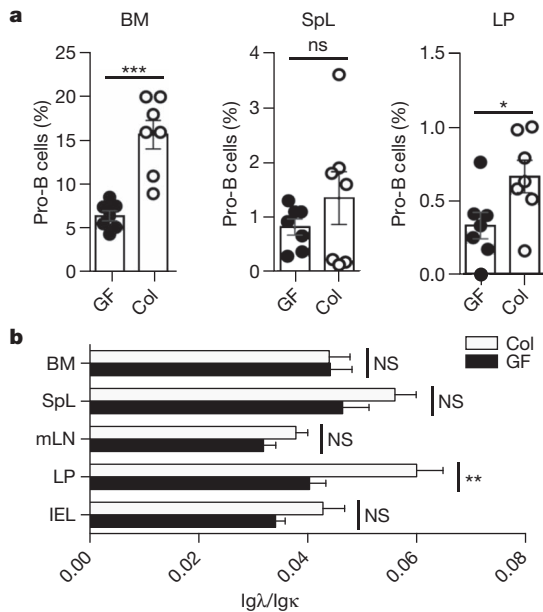 a
BM
SpL
LP
Pro-B cells (%)
25
20
15
10
5
0
***
GF
Col
Pro-B cells (%)
4
3
2
1
0
ns
GF
Col
Pro-B cells (%)
1.5
1.0
0.5
0.0
*
GF
Col
b
Col
GF
BM
NS
SpL
NS
mLN
NS
LP
**
IEL
NS
0.00
0.02
0.04
0.06
0.08
Igλ/Igκ